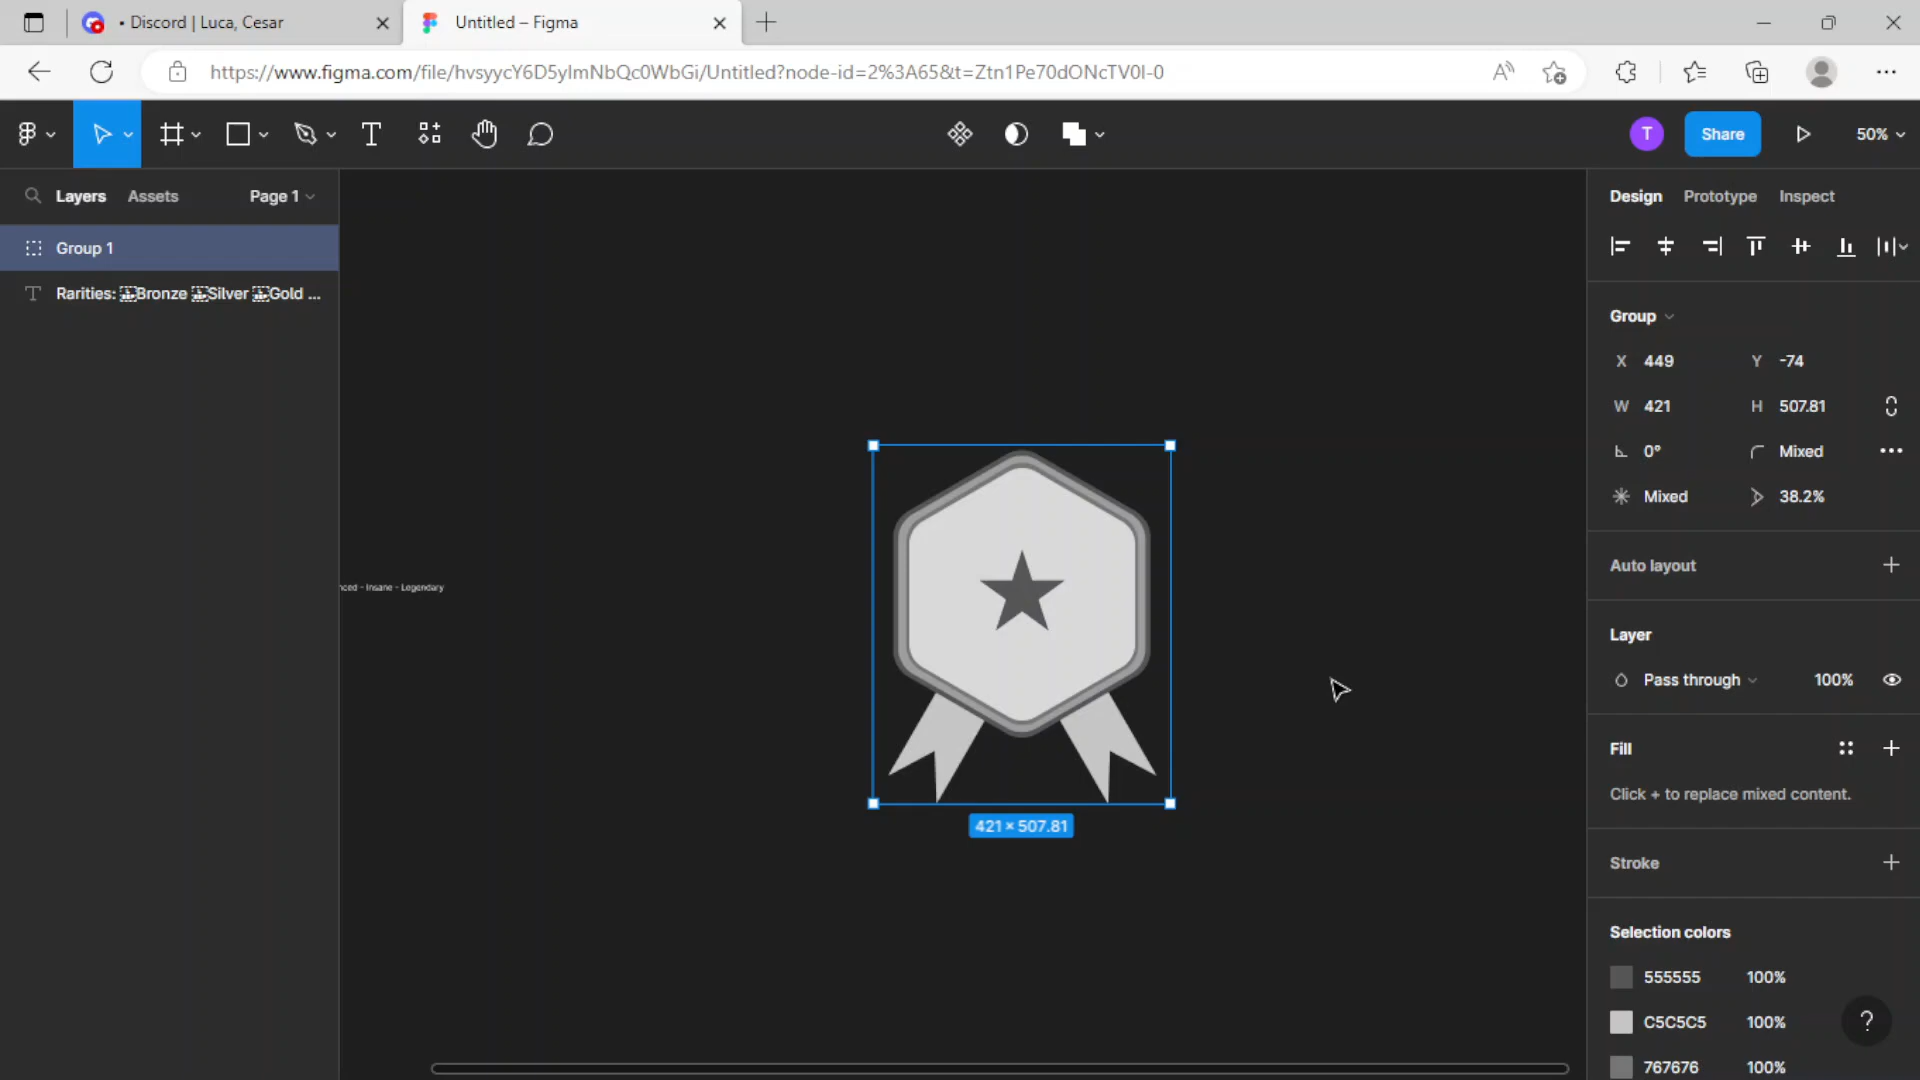 • Discord | Luca, Cesar
Untitled – Figma
https://www.figma.com/file/hvsyycY6D5ylmNbQc0WbGi/Untitled?node-id=2%3A65&t=Ztn1Pe70dONcTV0I-0
T
Share
50%
Layers
Assets
Page 1
Design
Prototype
Inspect
Group 1
Rarities: Bronze Silver Gold ...
Group
X 449
Y -74
W 421
H 507.81
0°
Mixed
Mixed
38.2%
Auto layout
nced - Insane - Legendary
Layer
Pass through
100%
Fill
Click + to replace mixed content.
421 × 507.81
Stroke
Selection colors
555555 100%
C5C5C5 100%
?
767676 100%